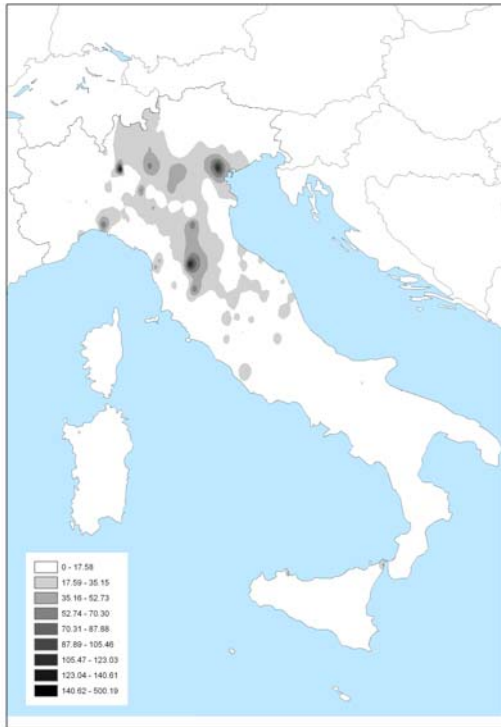 0 - 17.58
17.59 - 35.15
35.16 - 52.73
52.74 - 70.30
70.31 - 87.88
87.89 - 105.46
105.47 - 123.03
123.04 - 140.61
140.62 - 500.19